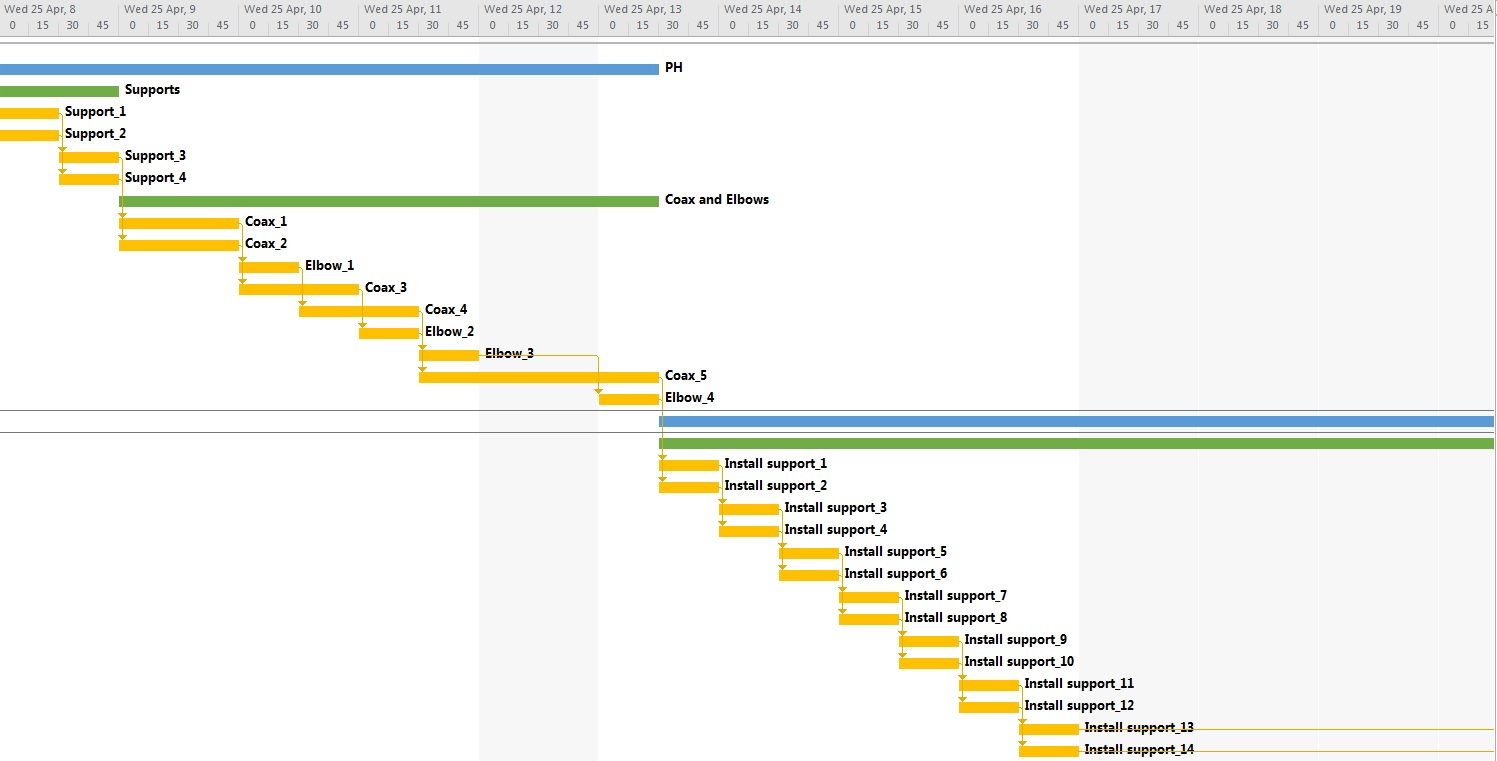 Wed 25 Apr, 8 Wed 25 Apr, 9 Wed 25 Apr, 10 Wed 25 Apr, 11 Wed 25 Apr, 12 Wed 25 Apr, 13 Wed 25 Apr, 14 Wed 25 Apr, 15 Wed 25 Apr, 16 Wed 25 Apr, 17 Wed 25 Apr, 18 Wed 25 Apr, 19 Wed 25 A
0 15 30 45 0 15 30 45 0 15 30 45 0 15 30 45 0 15 30 45 0 15 30 45 0 15 30 45 0 15 30 45 0 15 30 45 0 15 30 45 0 15 30 45 0 15 30 45 0 15
PH
Supports
Support_1
Support_2
Support_3
Support_4
Coax and Elbows
Coax_1
Coax_2
Elbow_1
Coax_3
Coax_4
Elbow_2
Elbow_3
Coax_5
Elbow_4
Install support_1
Install support_2
Install support_3
Install support_4
Install support_5
Install support_6
Install support_7
Install support_8
Install support_9
Install support_10
Install support_11
Install support_12
Install support_13
Install support_14